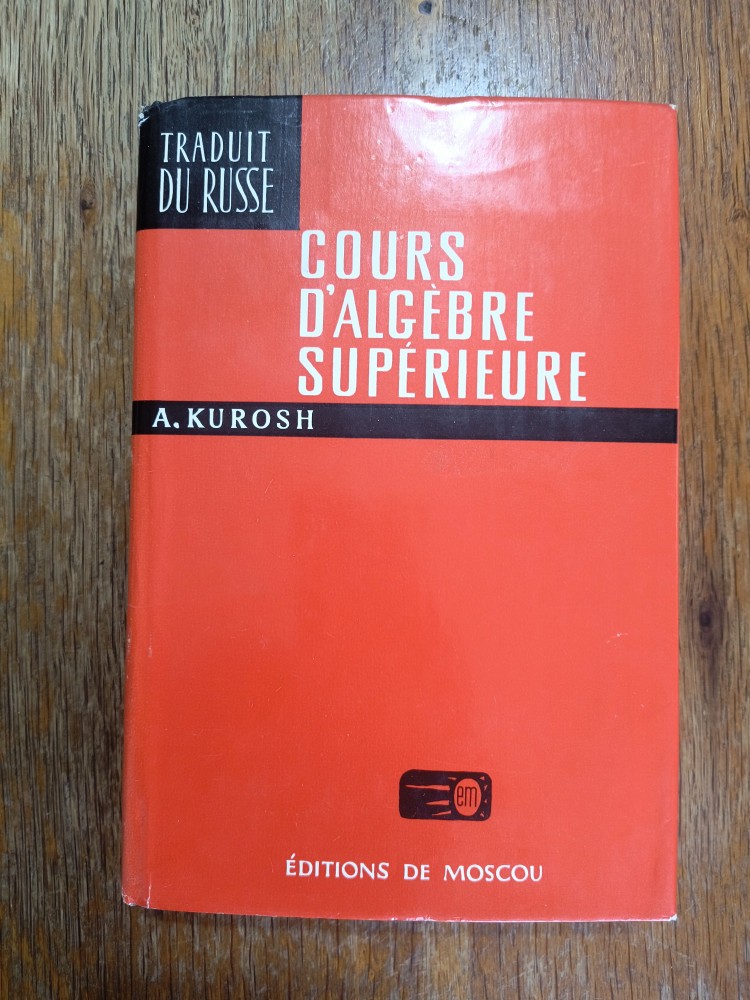 TRADUIT
DU RUSSE
COURS
D'ALGÈBRE
SUPÉRIEURE
A. KUROSH
em
ÉDITIONS DE MOSCOU